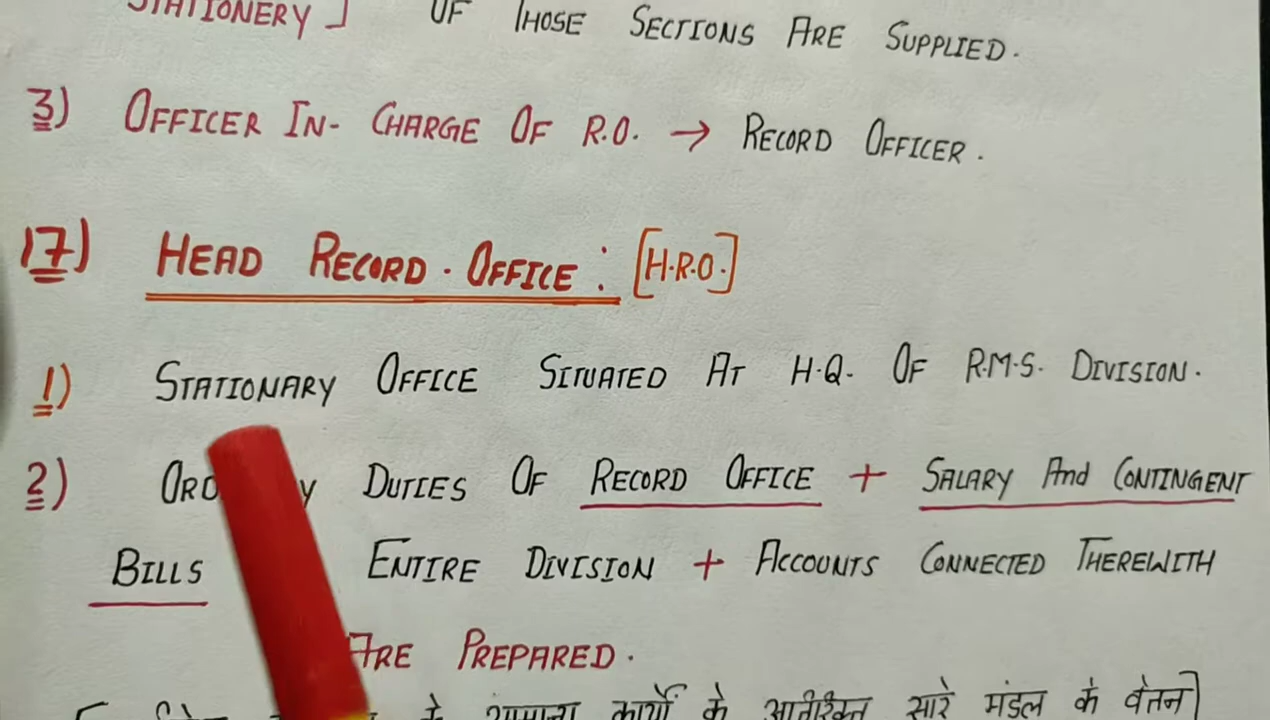 STATIONERY] OF THOSE SECTIONS ARE SUPPLIED.
3) OFFICER IN-CHARGE OF R.O. → RECORD OFFICER.
17) HEAD RECORD.OFFICE: [H.R.O.]
1) STATIONARY OFFICE SITUATED AT H.Q. OF R.M.S. DIVISION.
2) DUTIES OF RECORD OFFICE + SALARY AND CONTINGENT
BILLS ENTIRE DIVISION + ACCOUNTS CONNECTED THEREWITH
ARE PREPARED.
के सामान्य कार्यों के अतिरिक्त सारे मंडल के वेतन]